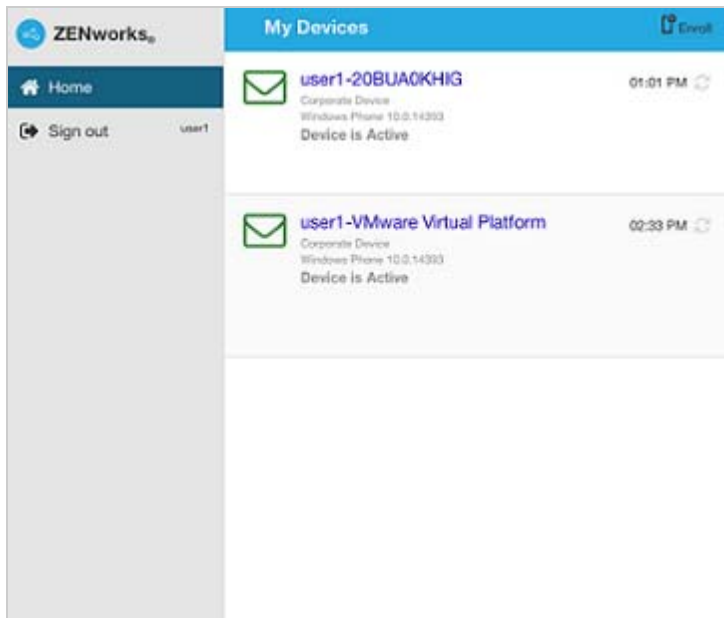 ZENworks®
My Devices
Enroll
Home
Sign out
user1
user1-20BUA0KHIG
01:01 PM
Corporate Device
Windows Phone 10.0.14393
Device is Active
user1-VMware Virtual Platform
02:33 PM
Corporate Device
Windows Phone 10.0.14393
Device is Active